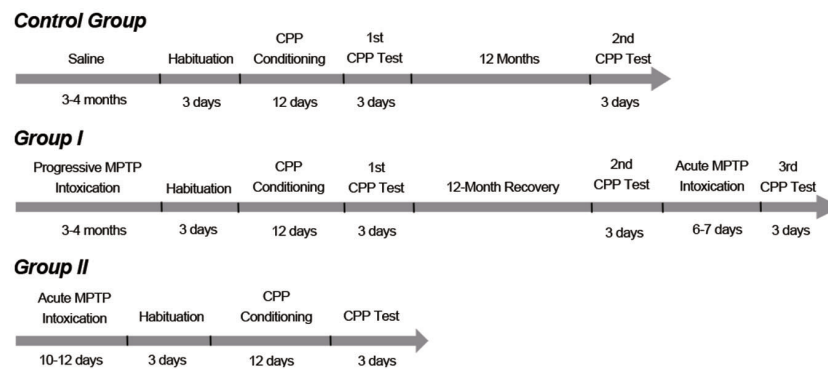 Control Group
CPP 1st 2nd
Saline Habituation Conditioning CPP Test 12 Months CPP Test
3-4 months 3 days 12 days 3 days 3 days
Group I
Progressive MPTP CPP 1st 2nd Acute MPTP 3rd
Intoxication Habituation Conditioning CPP Test 12-Month Recovery CPP Test Intoxication CPP Test
3-4 months 3 days 12 days 3 days 3 days 6-7 days 3 days
Group II
Acute MPTP CPP
Intoxication Habituation Conditioning CPP Test
10-12 days 3 days 12 days 3 days